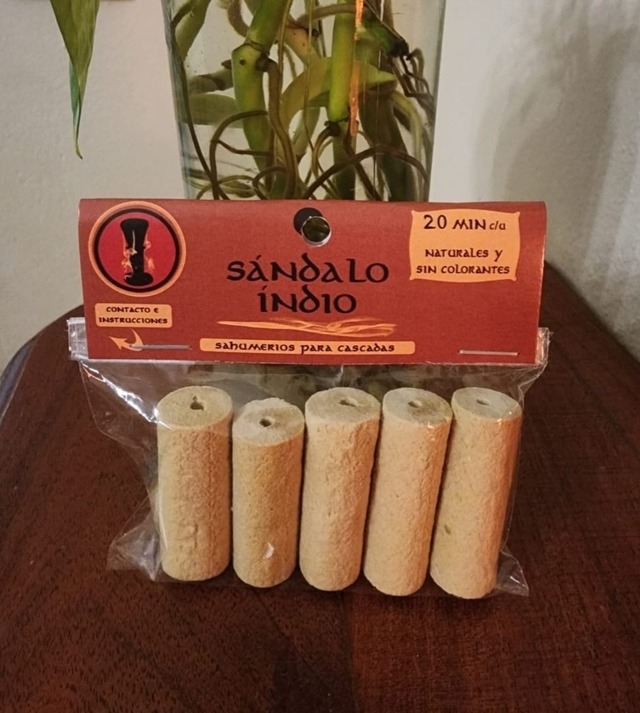 20 MIN c/u
NATURALES Y
SIN COLORANTES
SÁNDALO
ÍNDIO
CONTACTO E
INSTRUCCIONES
SAHUMERIOS PARA CASCADAS